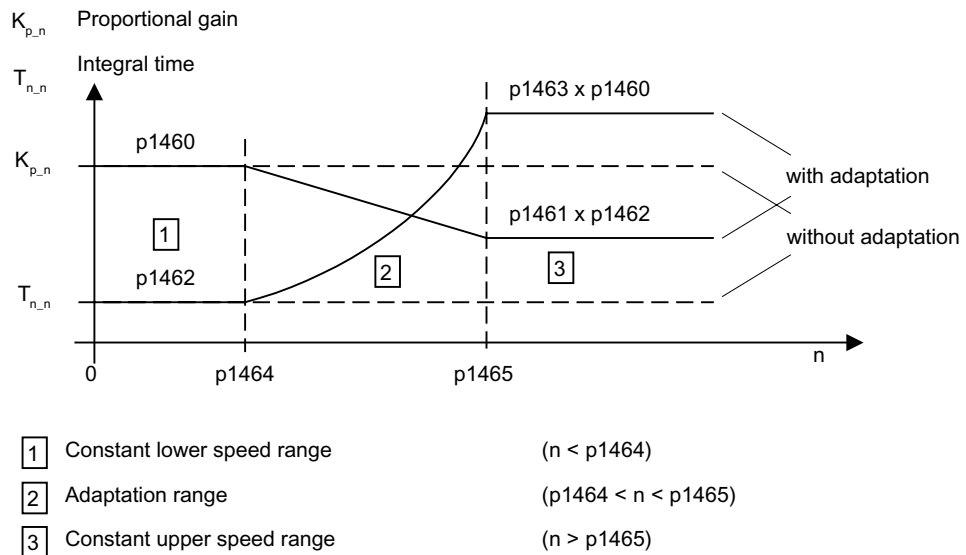 K_p_n Proportional gain
T_n_n Integral time
p1463 x p1460
p1460
K_p_n
with adaptation
p1461 x p1462
without adaptation
1
2
3
p1462
T_n_n
n
0
p1464
p1465
1 Constant lower speed range (n < p1464)
2 Adaptation range (p1464 < n < p1465)
3 Constant upper speed range (n > p1465)